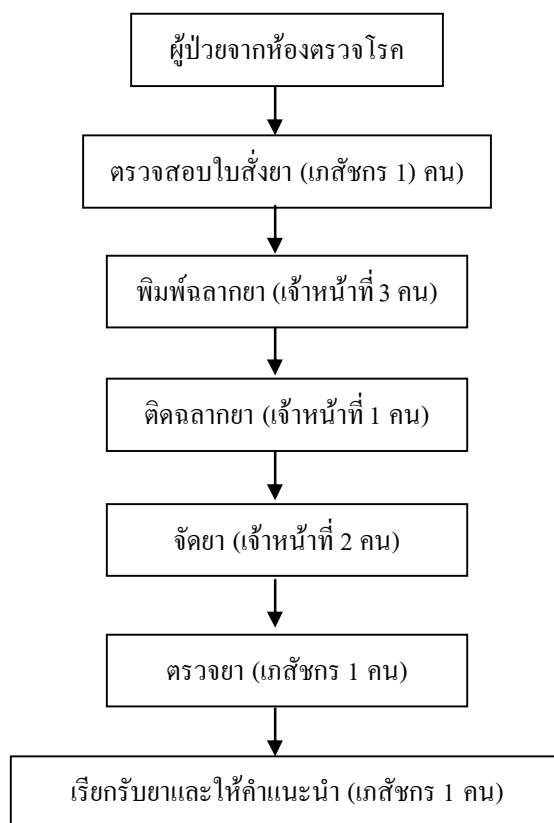 ผู้ป่วยจากห้องตรวจโรค
ตรวจสอบใบสั่งยา (เภสัชกร 1) คน)
พิมพ์ฉลากยา (เจ้าหน้าที่ 3 คน)
ติดฉลากยา (เจ้าหน้าที่ 1 คน)
จัดยา (เจ้าหน้าที่ 2 คน)
ตรวจยา (เภสัชกร 1 คน)
เรียกรับยาและให้คำแนะนำ (เภสัชกร 1 คน)